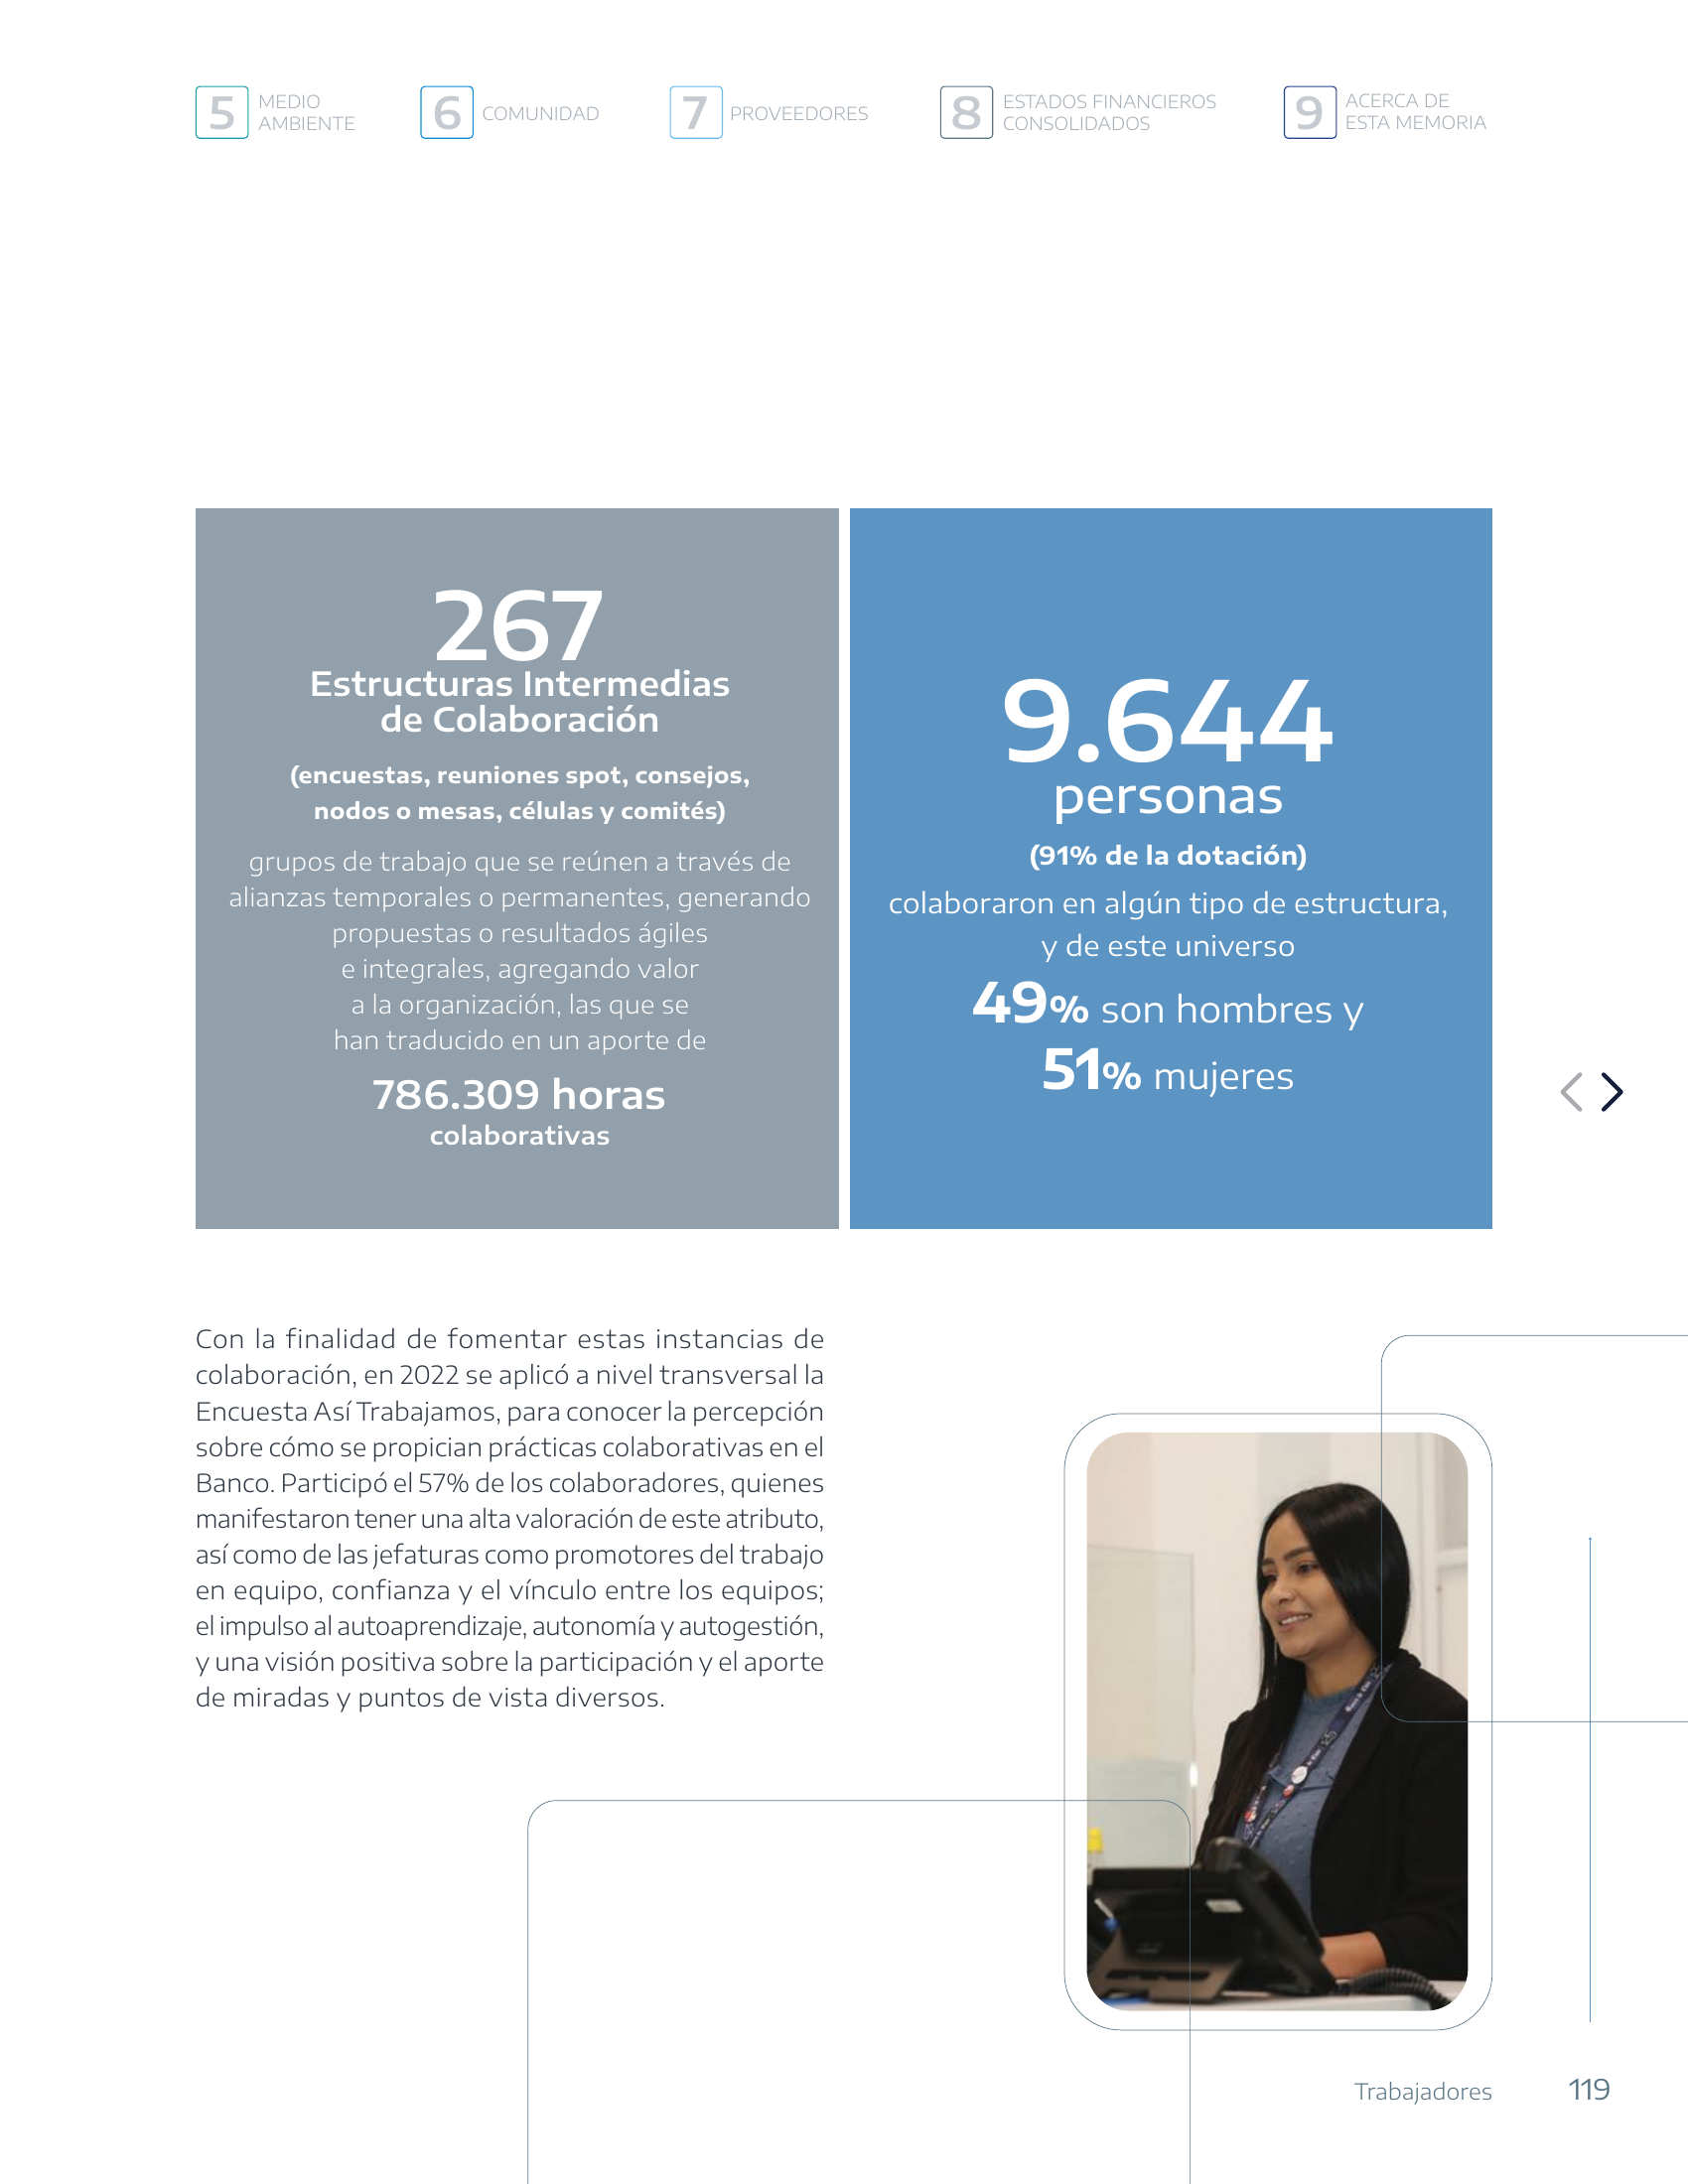 5 MEDIO AMBIENTE
6 COMUNIDAD
7 PROVEEDORES
8 ESTADOS FINANCIEROS CONSOLIDADOS
9 ACERCA DE ESTA MEMORIA
267
Estructuras Intermedias
de Colaboración
(encuestas, reuniones spot, consejos,
nodos o mesas, células y comités)
grupos de trabajo que se reúnen a través de
alianzas temporales o permanentes, generando
propuestas o resultados ágiles
e integrales, agregando valor
a la organización, las que se
han traducido en un aporte de
786.309 horas
colaborativas
9.644
personas
(91% de la dotación)
colaboraron en algún tipo de estructura,
y de este universo
49% son hombres y
51% mujeres
Con la finalidad de fomentar estas instancias de
colaboración, en 2022 se aplicó a nivel transversal la
Encuesta Así Trabajamos, para conocer la percepción
sobre cómo se propician prácticas colaborativas en el
Banco. Participó el 57% de los colaboradores, quienes
manifestaron tener una alta valoración de este atributo,
así como de las jefaturas como promotores del trabajo
en equipo, confianza y el vínculo entre los equipos;
el impulso al autoaprendizaje, autonomía y autogestión,
y una visión positiva sobre la participación y el aporte
de miradas y puntos de vista diversos.
Trabajadores 119